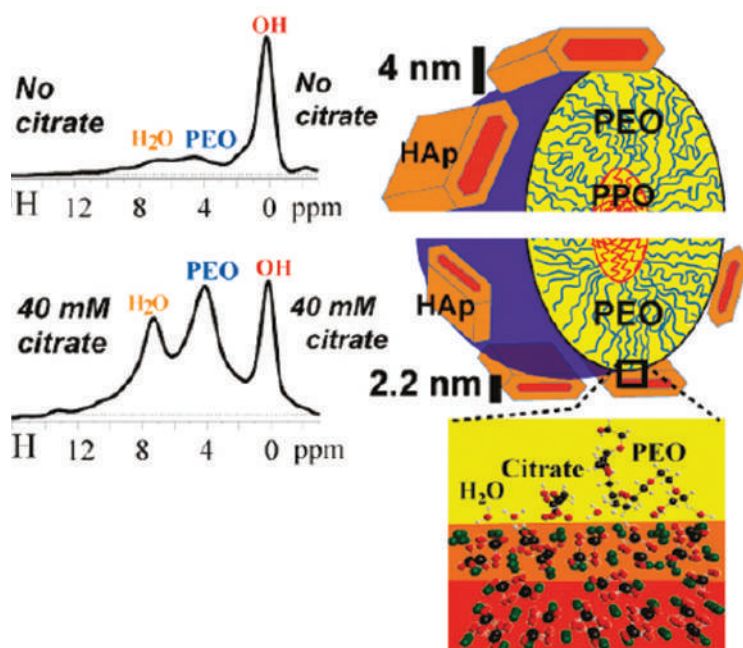 OH
No
citrate
No
citrate
H₂O
PEO
H 12 8 4 0 ppm
4 nm
HAp
PEO
PPO
40 mM
citrate
H₂O
PEO
OH
40 mM
citrate
H 12 8 4 0 ppm
HAp
PEO
2.2 nm
H₂O
Citrate
PEO